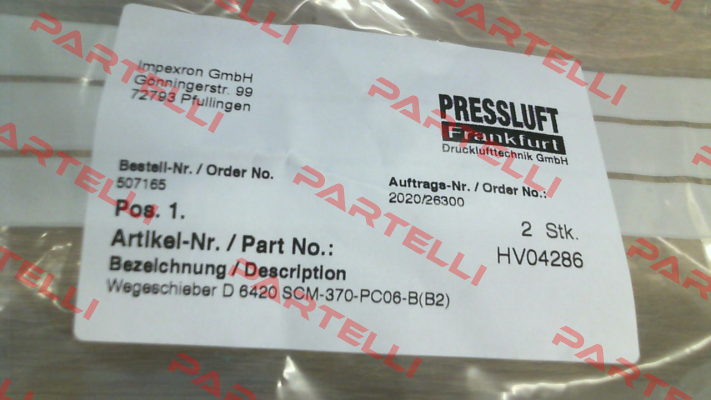 Impexron GmbH
Gönningerstr. 99
72793 Pfullingen
PRESSLUFT
Frankfurt
Drucklufttechnik GmbH
Bestell-Nr. / Order No.
507165
Auftrags-Nr. / Order No.:
2020/26300
Pos. 1.
2 Stk.
Artikel-Nr. / Part No.:
HV04286
Bezeichnung / Description
Wegeschieber D 6420 SCM-370-PC06-B(B2)
PARTELLI
PARTELLI
PARTELLI
PARTELLI
PARTELLI
PARTELLI
PARTELLI
PARTELLI